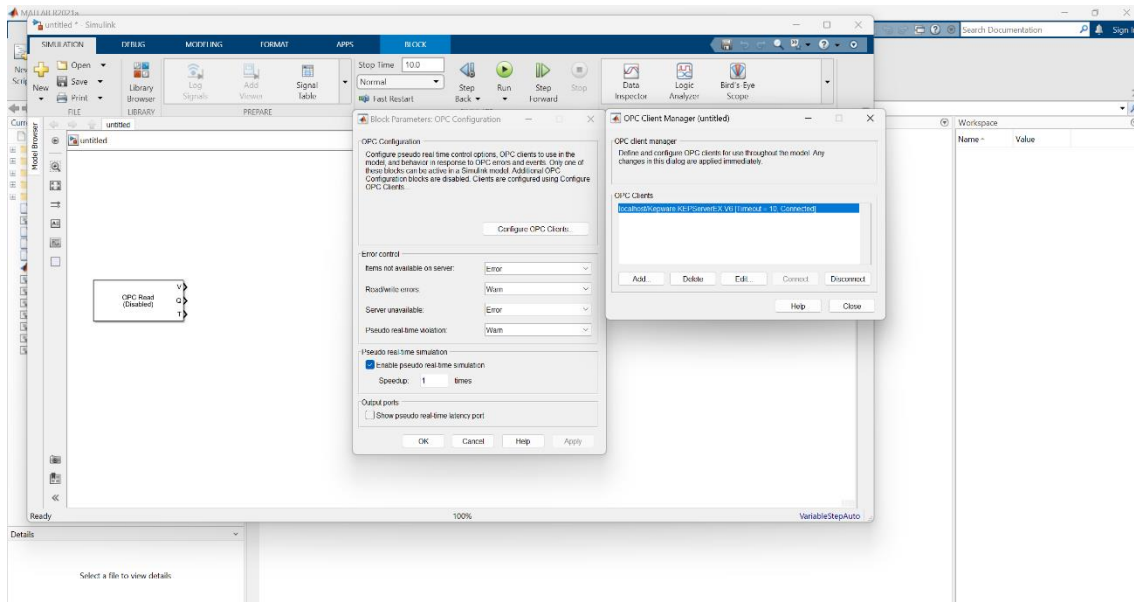 MATLAB R2021a
untitled * - Simulink
SIMULATION DEBUG MODELING FORMAT APPS BLOCK
Search Documentation
Sign In
New
Open
Save
Print
Library
Browser
Log
Signals
Add
Viewer
Signal
Table
Stop Time 10.0
Normal
Fast Restart
Step
Back
Run
Step
Forward
Stop
Data
Inspector
Logic
Analyzer
Bird's-Eye
Scope
FILE LIBRARY PREPARE
Model Browser
untitled
untitled
OPC Read
(Disabled)
V
Q
T
Block Parameters: OPC Configuration
OPC Configuration
Configure pseudo real time control options, OPC clients to use in the
model, and behavior in response to OPC errors and events. Only one of
these blocks can be active in a Simulink model. Additional OPC
Configuration blocks are disabled. Clients are configured using Configure
OPC Clients...
Configure OPC Clients...
Error control
Items not available on server: Error
Read/write errors: Warn
Server unavailable: Error
Pseudo real-time violation: Warn
Pseudo real-time simulation
Enable pseudo real-time simulation
Speedup: 1 times
Output ports
Show pseudo real-time latency port
OK Cancel Help Apply
OPC Client Manager (untitled)
OPC client manager
Define and configure OPC clients for use throughout the model. Any
changes in this dialog are applied immediately.
OPC Clients
localhost/Kepware.KEPServerEX.V6 [Timeout = 10, Connected]
Add... Delete Edit... Connect Disconnect
Help Close
Workspace
Name Value
Ready 100% VariableStepAuto
Details
Select a file to view details